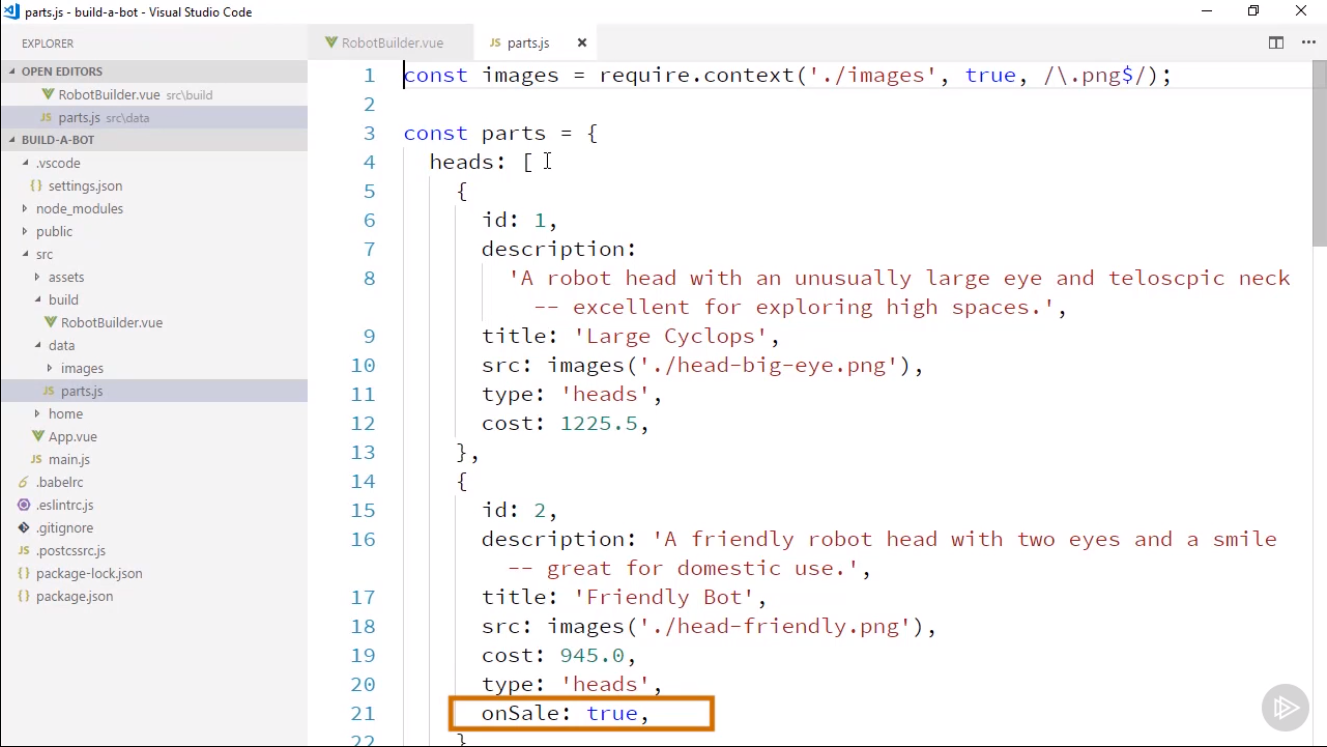 parts.js - build-a-bot - Visual Studio Code
EXPLORER
OPEN EDITORS
RobotBuilder.vue src\build
JS parts.js src\data
BUILD-A-BOT
.vscode
{} settings.json
node_modules
public
src
assets
build
RobotBuilder.vue
data
images
JS parts.js
home
App.vue
JS main.js
.babelrc
.eslintrc.js
.gitignore
JS .postcssrc.js
{} package-lock.json
{} package.json
RobotBuilder.vue
JS parts.js
1 const images = require.context('./images', true, /\.png$/);
2
3 const parts = {
4 heads: [
5 {
6 id: 1,
7 description:
8 'A robot head with an unusually large eye and teloscpic neck
-- excellent for exploring high spaces.',
9 title: 'Large Cyclops',
10 src: images('./head-big-eye.png'),
11 type: 'heads',
12 cost: 1225.5,
13 },
14 {
15 id: 2,
16 description: 'A friendly robot head with two eyes and a smile
-- great for domestic use.',
17 title: 'Friendly Bot',
18 src: images('./head-friendly.png'),
19 cost: 945.0,
20 type: 'heads',
21 onSale: true,
22 }